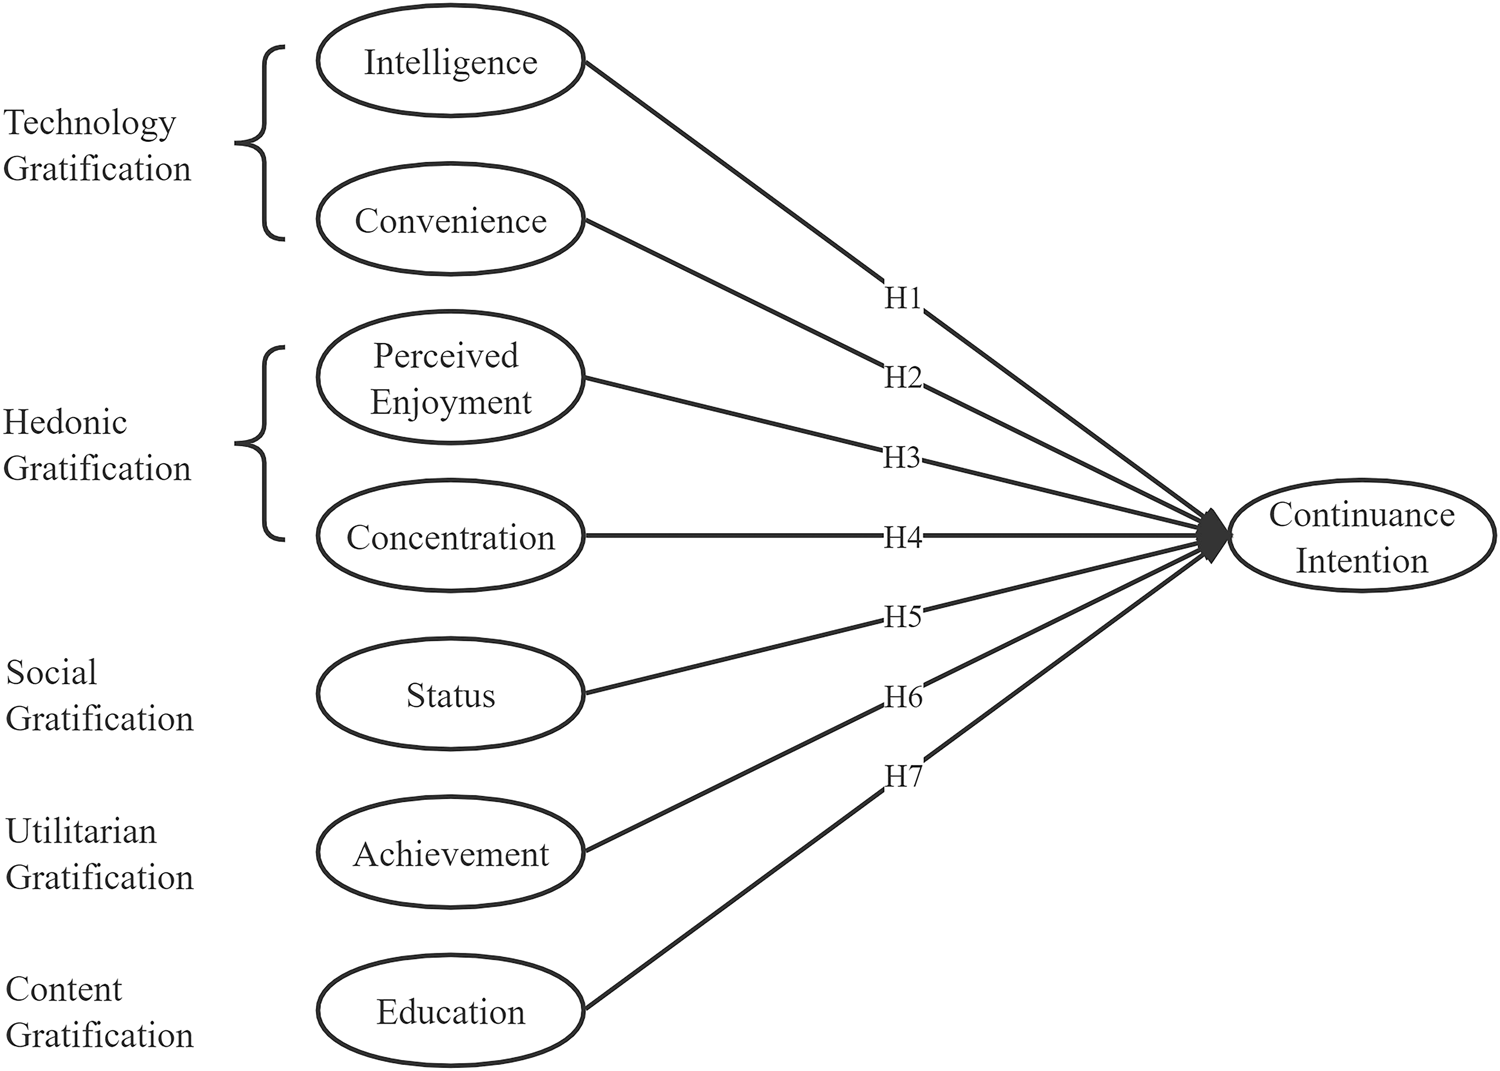 Intelligence
Technology
Gratification
Convenience
H1
Perceived
Enjoyment
H2
Hedonic
Gratification
H3
Concentration
H4
Continuance
Intention
H5
Social
Gratification
Status
H6
H7
Utilitarian
Gratification
Achievement
Content
Gratification
Education